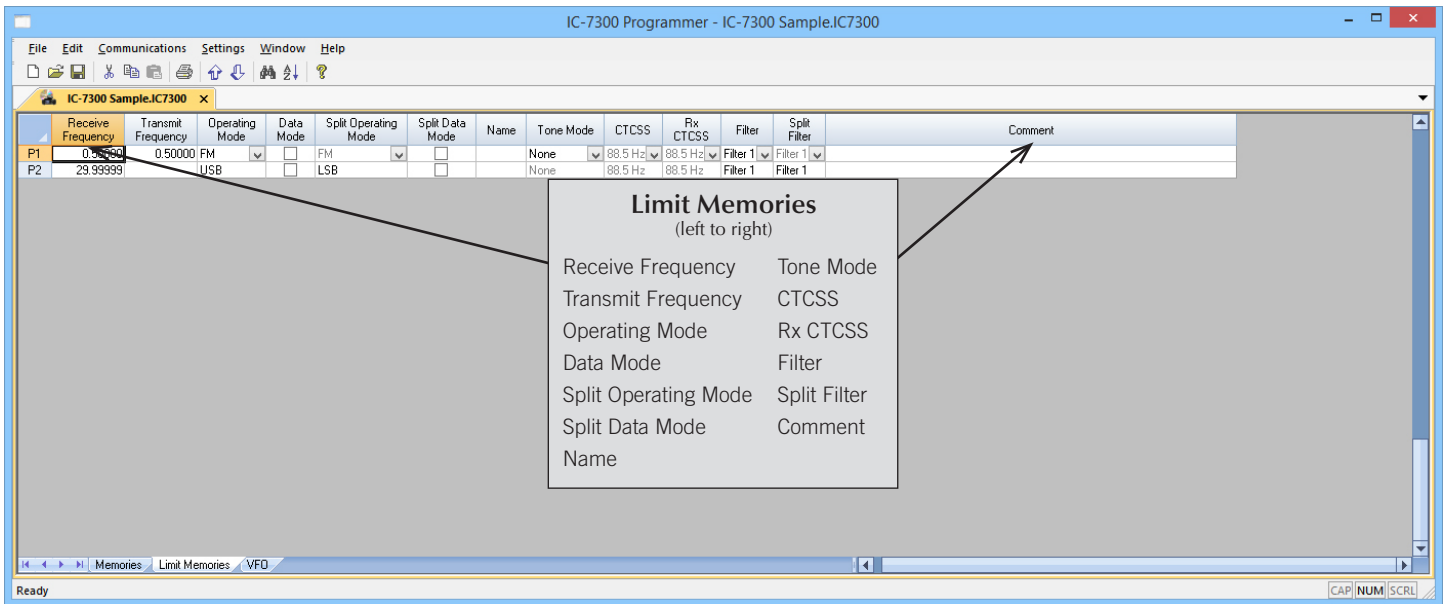 IC-7300 Programmer - IC-7300 Sample.IC7300
File Edit Communications Settings Window Help
IC-7300 Sample.IC7300
Receive Frequency Transmit Frequency Operating Mode Data Mode Split Operating Mode Split Data Mode Name Tone Mode CTCSS Rx CTCSS Filter Split Filter Comment
P1 0.50000 FM FM None 88.5 Hz 88.5 Hz Filter 1 Filter 1
P2 29.99999 USB LSB None 88.5 Hz 88.5 Hz Filter 1 Filter 1
Limit Memories
(left to right)
Receive Frequency Tone Mode
Transmit Frequency CTCSS
Operating Mode Rx CTCSS
Data Mode Filter
Split Operating Mode Split Filter
Split Data Mode Comment
Name
Memories Limit Memories VFO
Ready CAP NUM SCRL